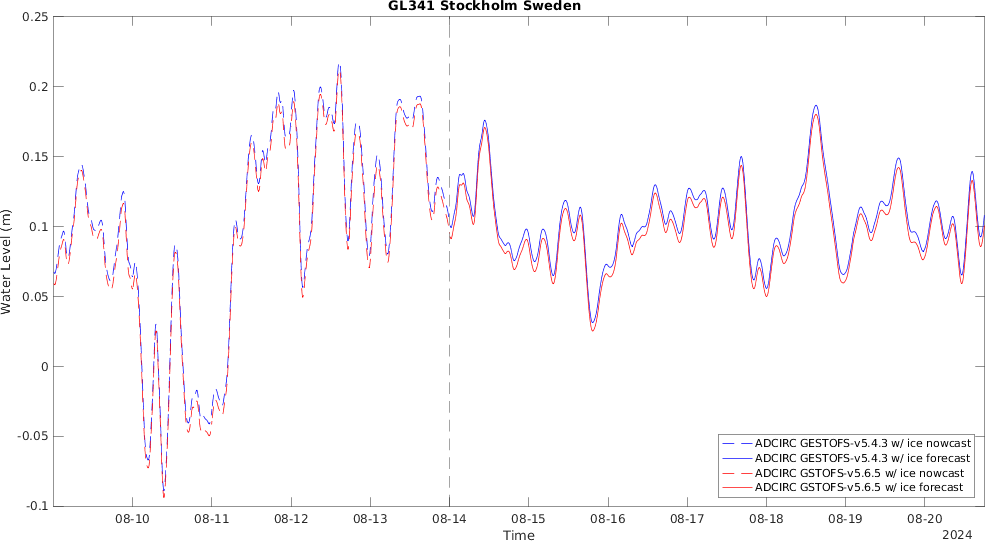 GL341 Stockholm Sweden
0.25
0.2
0.15
0.1
0.05
0
-0.05
-0.1
Water Level (m)
ADCIRC GESTOFS-v5.4.3 w/ ice nowcast
ADCIRC GESTOFS-v5.4.3 w/ ice forecast
ADCIRC GSTOFS-v5.6.5 w/ ice nowcast
ADCIRC GSTOFS-v5.6.5 w/ ice forecast
08-10 08-11 08-12 08-13 08-14 08-15 08-16 08-17 08-18 08-19 08-20
Time
2024